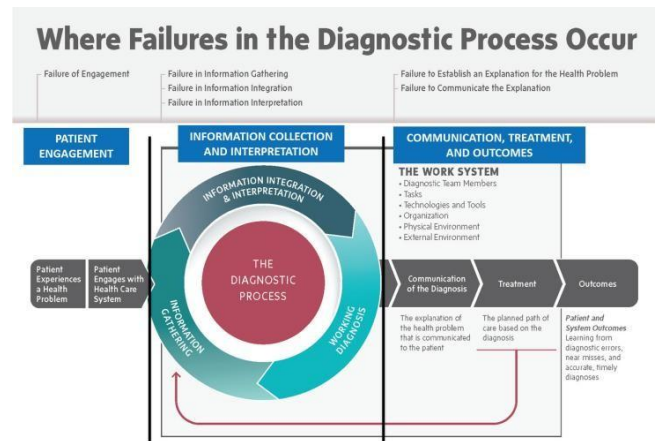 Where Failures in the Diagnostic Process Occur
Failure of Engagement
Failure in Information Gathering
Failure in Information Integration
Failure in Information Interpretation
Failure to Establish an Explanation for the Health Problem
Failure to Communicate the Explanation
PATIENT
ENGAGEMENT
INFORMATION COLLECTION
AND INTERPRETATION
COMMUNICATION, TREATMENT,
AND OUTCOMES
THE WORK SYSTEM
• Diagnostic Team Members
• Tasks
• Technologies and Tools
• Organization
• Physical Environment
• External Environment
INFORMATION INTEGRATION
& INTERPRETATION
THE
DIAGNOSTIC
PROCESS
INFORMATION
GATHERING
WORKING
DIAGNOSIS
Patient
Experiences
a Health
Problem
Patient
Engages with
Health Care
System
Communication
of the Diagnosis
Treatment
Outcomes
The explanation of
the health problem
that is communicated
to the patient
The planned path of
care based on the
diagnosis
Patient and
System Outcomes
Learning from
diagnostic errors,
near misses, and
accurate, timely
diagnoses